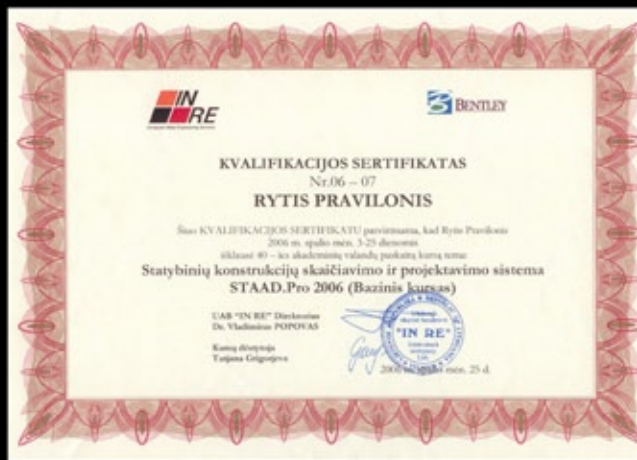 IN
RE
BENTLEY
KVALIFIKACIJOS SERTIFIKATAS
Nr.06 – 07
RYTIS PRAVILONIS
Šiuo KVALIFIKACIJOS SERTIFIKATU patvirtinama, kad Rytis Pravilonis
2006 m. spalio mėn. 3-25 dienomis
išklausė 40 – ies akademinių valandų paskaitų kursą tema:
Statybinių konstrukcijų skaičiavimo ir projektavimo sistema
STAAD.Pro 2006 (Bazinis kursas)
UAB "IN RE" Direktorius
Dr. Vladimiras POPOVAS
Kursų dėstytoja
Tatjana Grigorjeva
"IN RE"
2006 m. spalio mėn. 25 d.